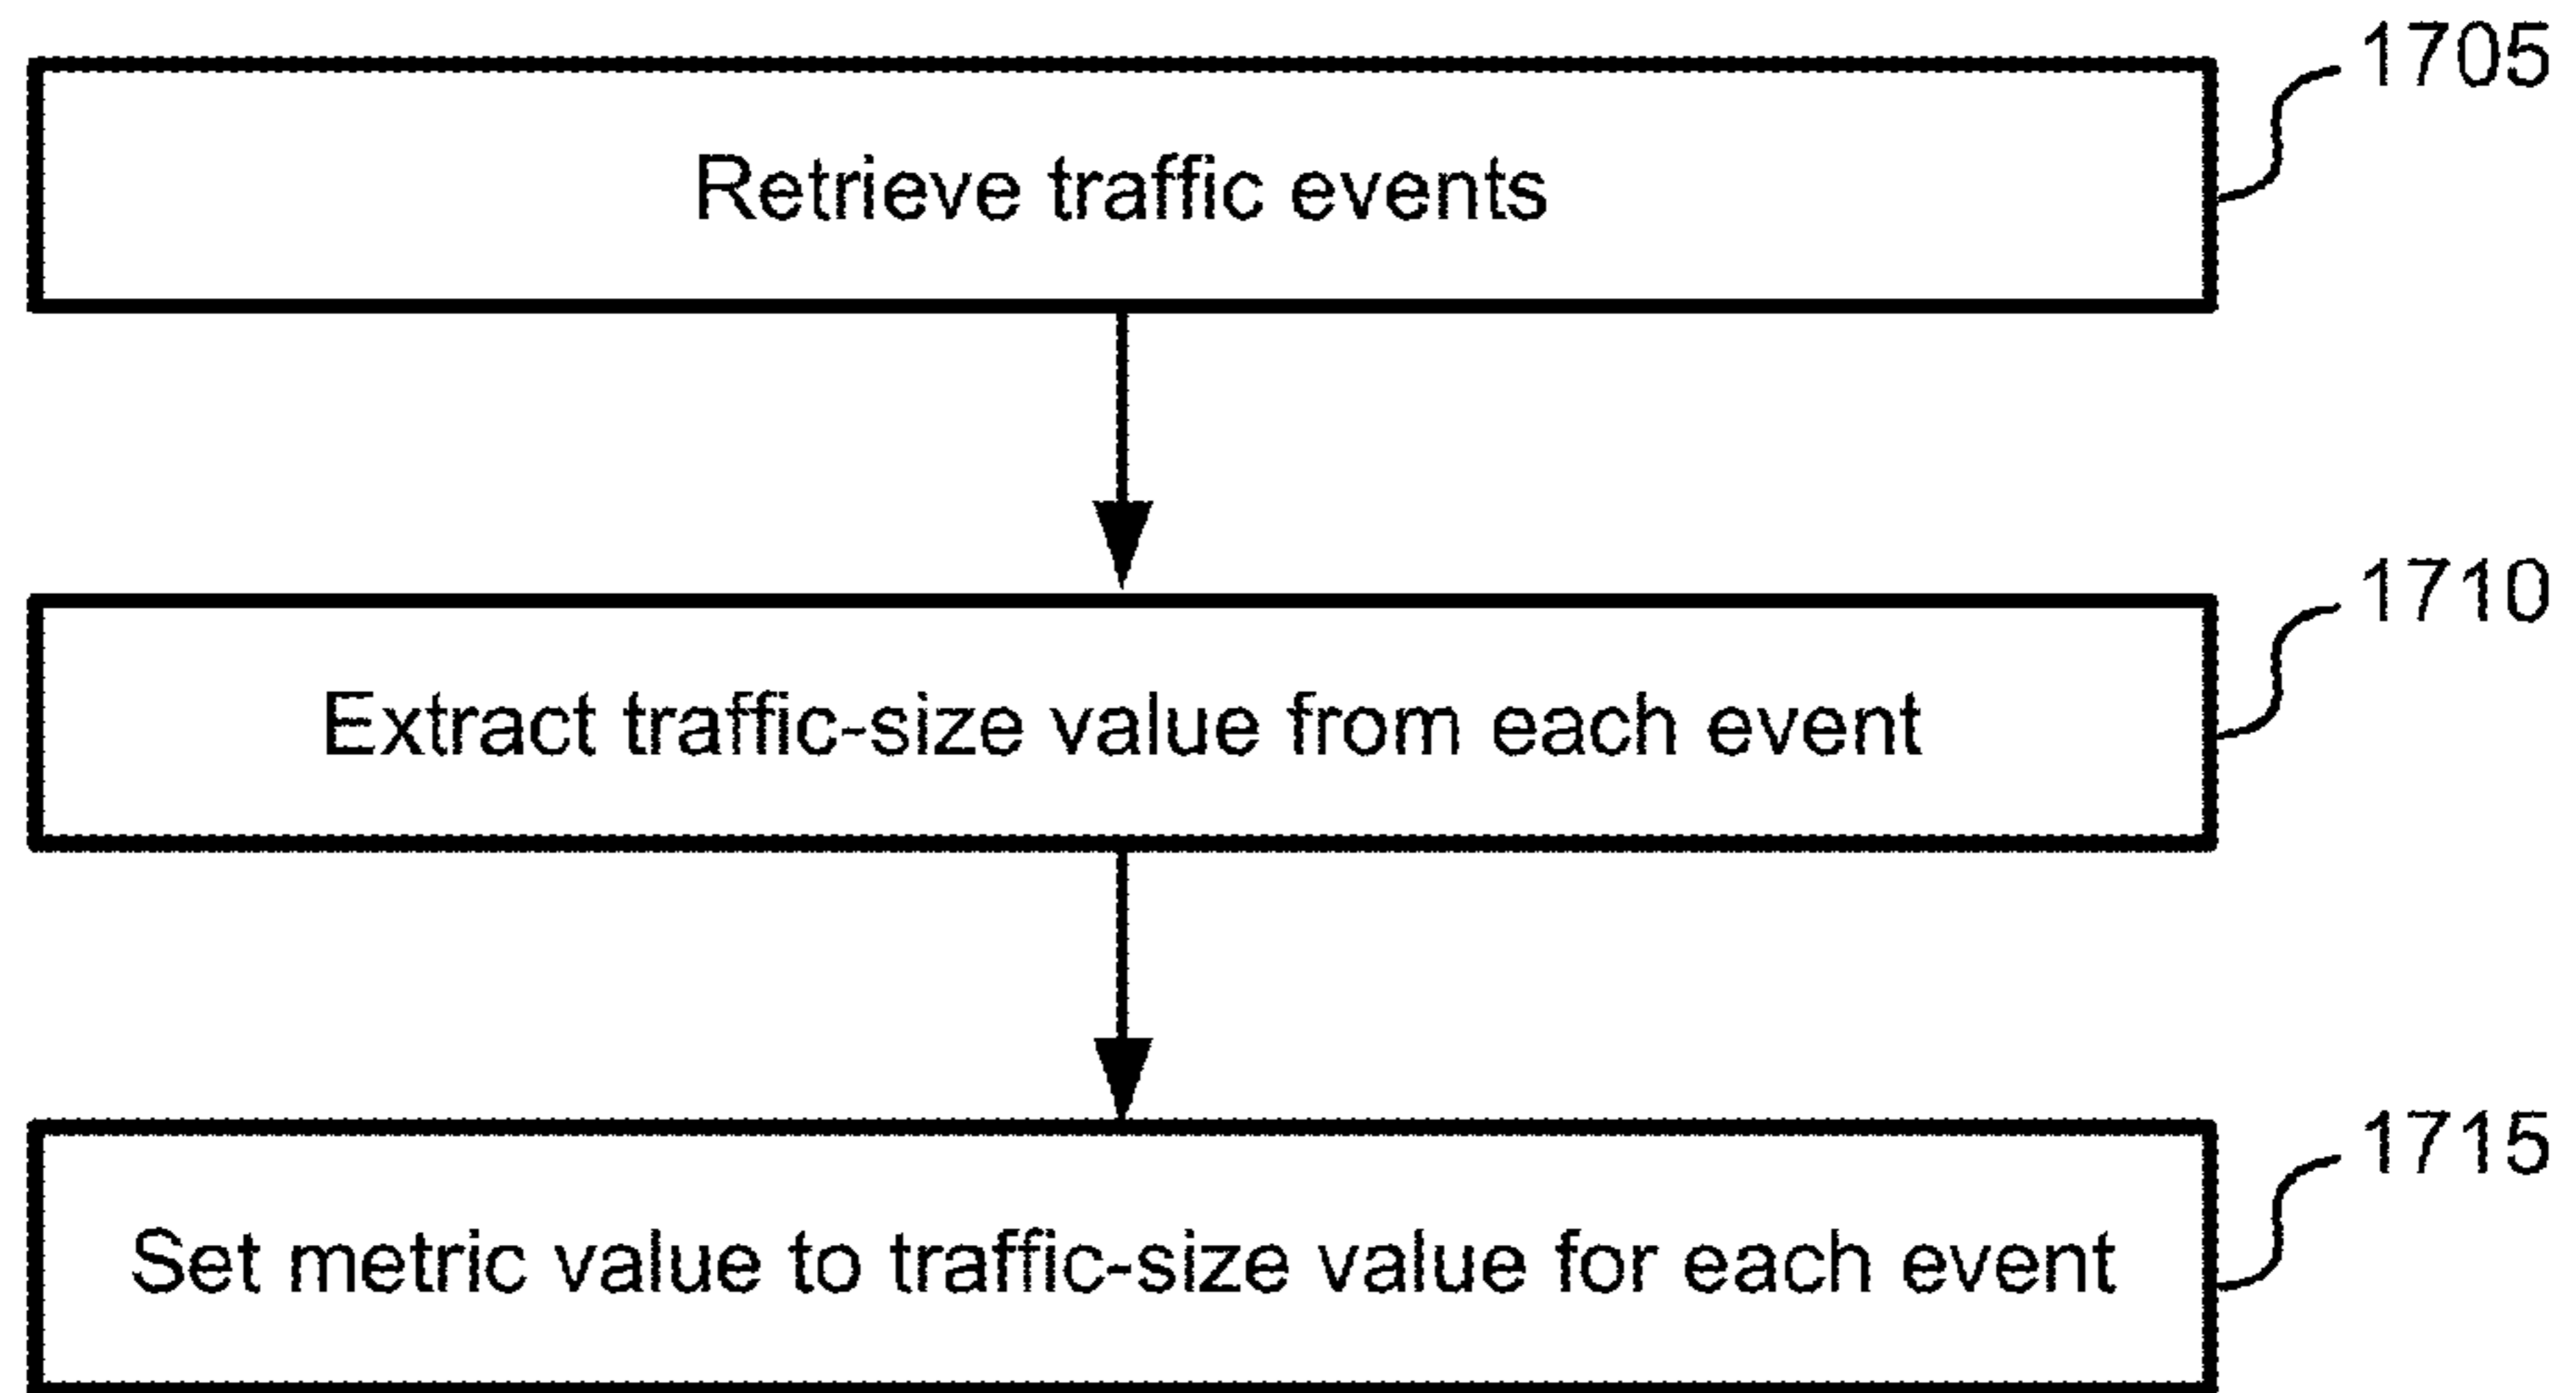 1705
Retrieve traffic events
1710
Extract traffic-size value from each event
1715
Set metric value to traffic-size value for each event